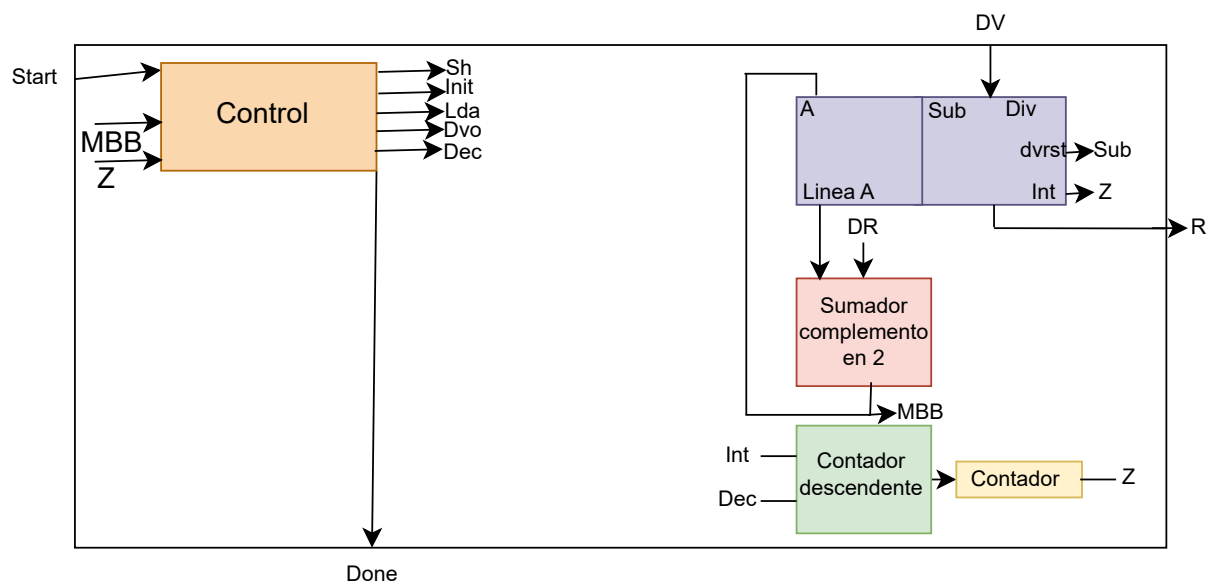 DV
Start
Control
MBB
Z
Sh
Init
Lda
Dvo
Dec
A
Sub
Div
dvrst
Sub
Linea A
Int
Z
R
DR
Sumador
complemento
en 2
MBB
Int
Dec
Contador
descendente
Contador
Z
Done